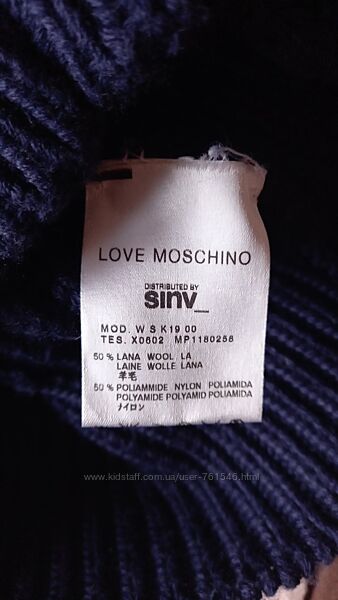 LOVE MOSCHINO
DISTRIBUTED BY
sinv_
MOD. W S K19 00
TES. X0602 MP1180256
50 % LANA WOOL LA
LAINE WOLLE LANA
羊毛
50 % POLIAMMIDE NYLON POLIAMIDA
POLYAMIDE POLYAMID POLIAMIDA
ナイロン
www.kidstaff.com.ua/user-761546.html